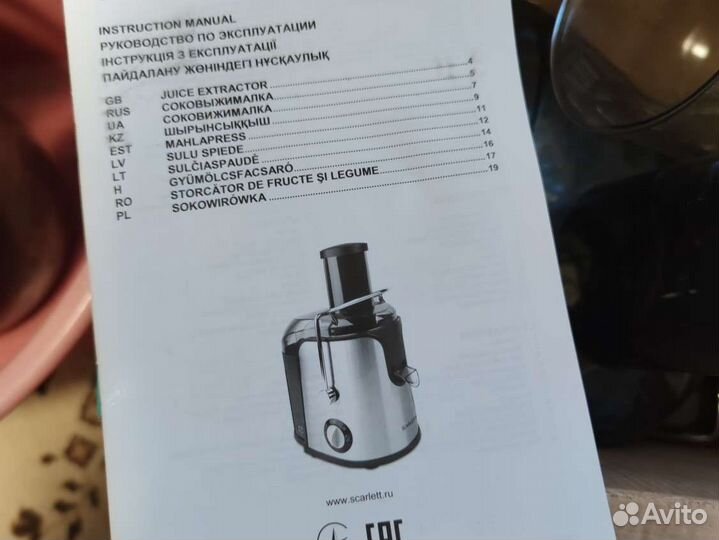 INSTRUCTION MANUAL
РУКОВОДСТВО ПО ЭКСПЛУАТАЦИИ
ІНСТРУКЦІЯ З ЕКСПЛУАТАЦІЇ
ПАЙДАЛАНУ ЖӨНІНДЕГІ НҰСҚАУЛЫҚ
GB JUICE EXTRACTOR 4
RUS СОКОВЫЖИМАЛКА 5
UA СОКОВИЖИМАЛКА 7
KZ ШЫРЫНСЫҚҚЫШ 9
EST MAHLAPRESS 11
LV SULU SPIEDE 12
LT SULČIASPAUDĖ 14
H GYÜMÖLCSFACSARÓ 16
RO STORCĂTOR DE FRUCTE ŞI LEGUME 17
PL SOKOWIRÓWKA 19
www.scarlett.ru
EAC
Avito